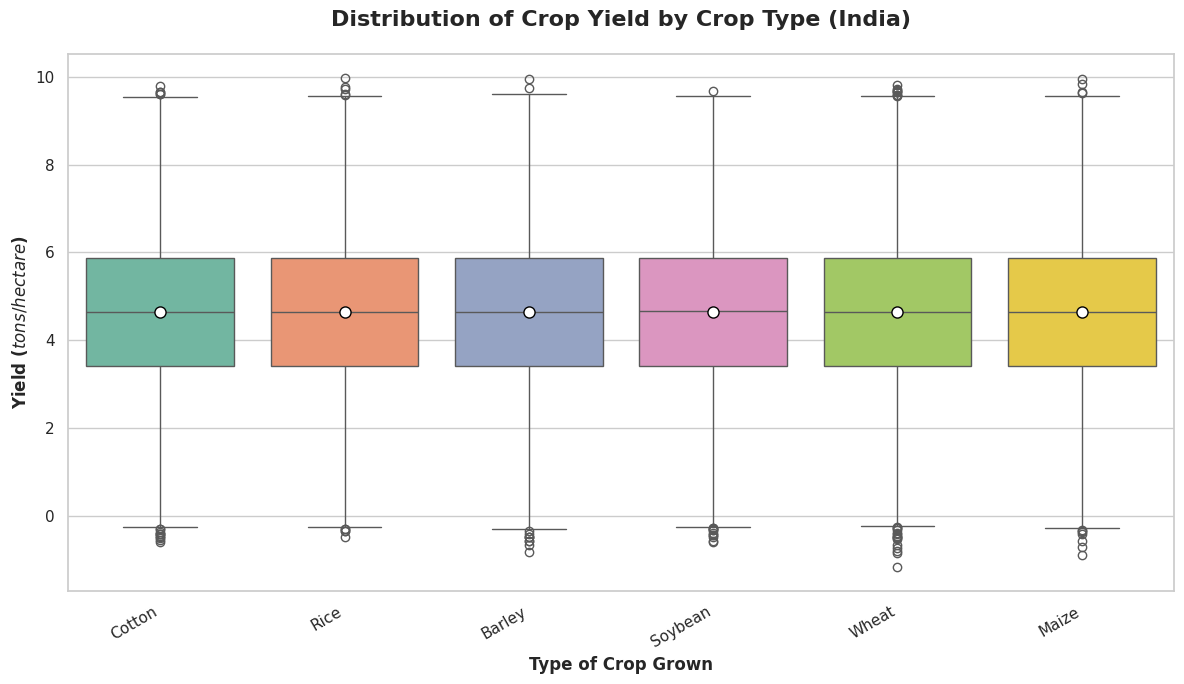 Distribution of Crop Yield by Crop Type (India)
10
8
6
4
2
0
Yield (tons/hectare)
Cotton
Rice
Barley
Soybean
Wheat
Maize
Type of Crop Grown